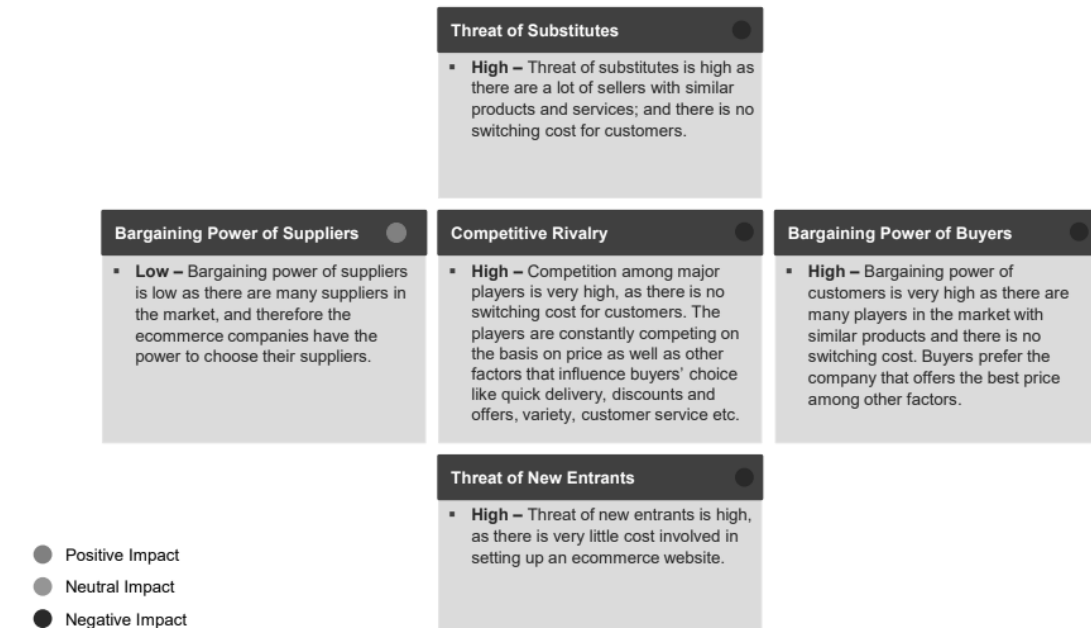 Threat of Substitutes
▪ High – Threat of substitutes is high as
there are a lot of sellers with similar
products and services; and there is no
switching cost for customers.
Bargaining Power of Suppliers
▪ Low – Bargaining power of suppliers
is low as there are many suppliers in
the market, and therefore the
ecommerce companies have the
power to choose their suppliers.
Competitive Rivalry
▪ High – Competition among major
players is very high, as there is no
switching cost for customers. The
players are constantly competing on
the basis on price as well as other
factors that influence buyers’ choice
like quick delivery, discounts and
offers, variety, customer service etc.
Bargaining Power of Buyers
▪ High – Bargaining power of
customers is very high as there are
many players in the market with
similar products and there is no
switching cost. Buyers prefer the
company that offers the best price
among other factors.
Threat of New Entrants
▪ High – Threat of new entrants is high,
as there is very little cost involved in
setting up an ecommerce website.
Positive Impact
Neutral Impact
Negative Impact